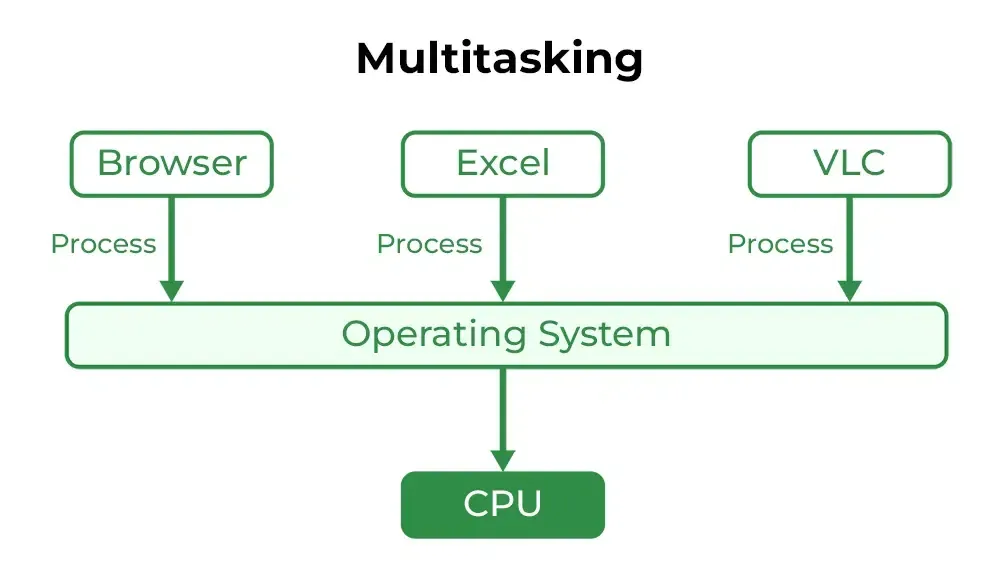 Multitasking
Browser
Excel
VLC
Process
Process
Process
Operating System
CPU